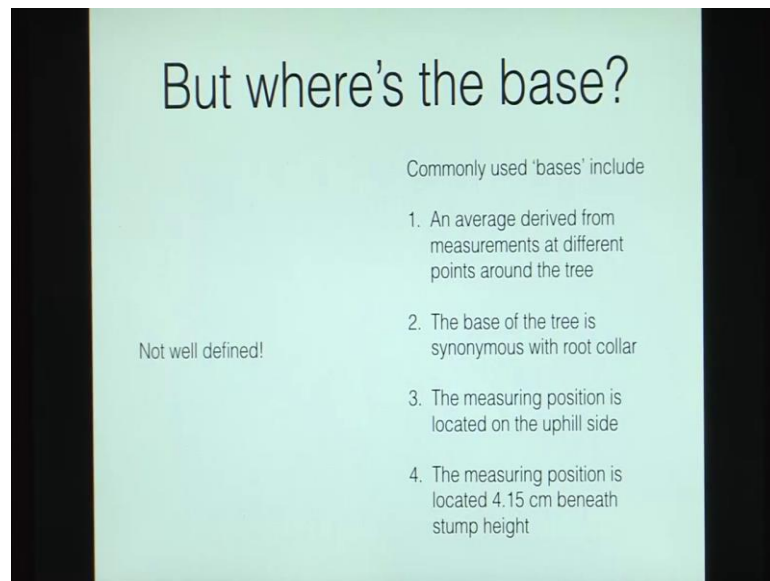 But where's the base?
Commonly used 'bases' include
1. An average derived from
measurements at different
points around the tree
2. The base of the tree is
synonymous with root collar
Not well defined!
3. The measuring position is
located on the uphill side
4. The measuring position is
located 4.15 cm beneath
stump height